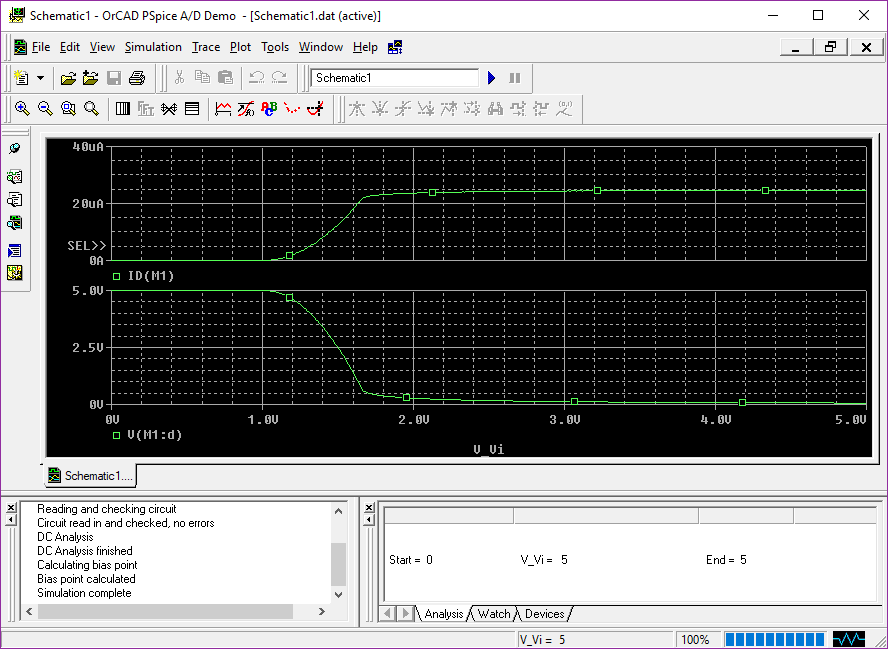 Schematic1 - OrCAD PSpice A/D Demo - [Schematic1.dat (active)]
File Edit View Simulation Trace Plot Tools Window Help
Schematic1
40uA
20uA
SEL>>
0A
ID(M1)
5.0V
2.5V
0V
0V 1.0V 2.0V 3.0V 4.0V 5.0V
V(M1:d)
V_Vi
Schematic1....
Reading and checking circuit
Circuit read in and checked, no errors
DC Analysis
DC Analysis finished
Calculating bias point
Bias point calculated
Simulation complete
Start = 0 V_Vi = 5 End = 5
Analysis Watch Devices
V_Vi = 5 100%